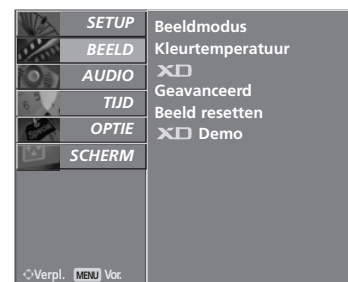 SETUP
BEELD
AUDIO
TIJD
OPTIE
SCHERM
Beeldmodus
Kleurtemperatuur
XD
Geavanceerd
Beeld resetten
XD Demo
Verpl. MENU Vor.